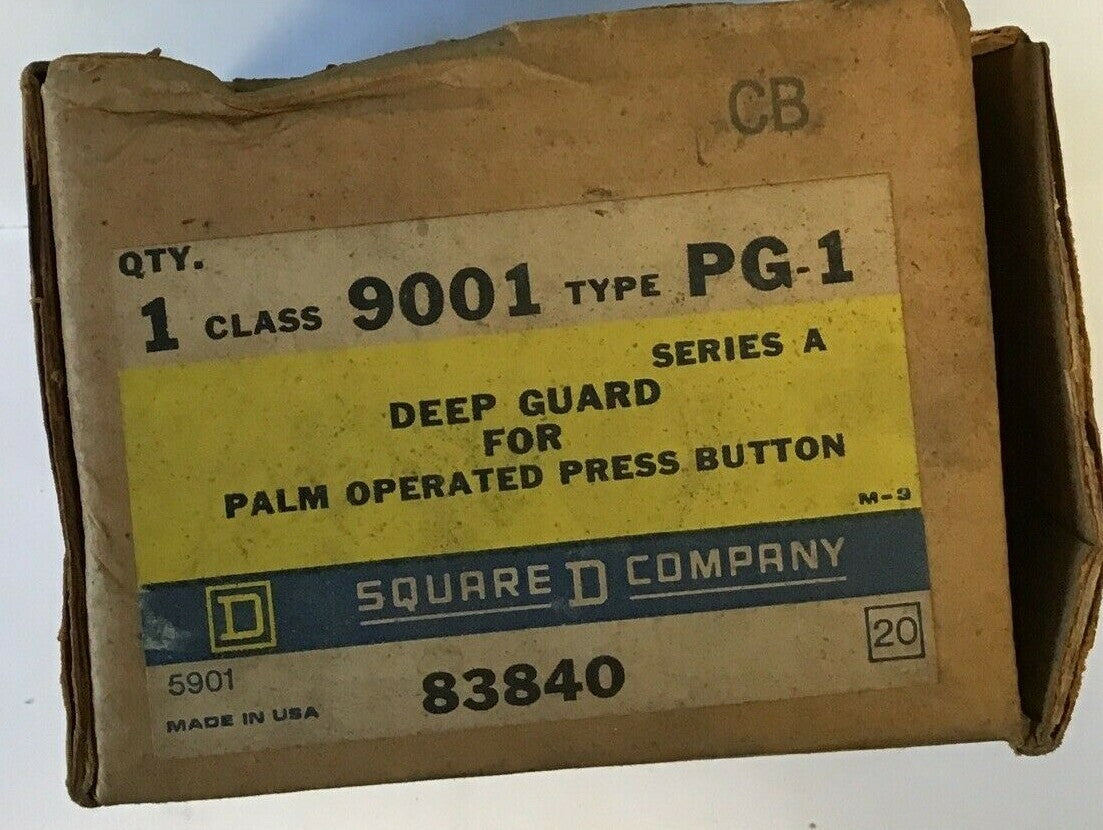 CB
QTY.
1 CLASS 9001 TYPE PG-1
SERIES A
DEEP GUARD
FOR
PALM OPERATED PRESS BUTTON
M-9
D SQUARE D COMPANY
5901 83840 20
MADE IN USA